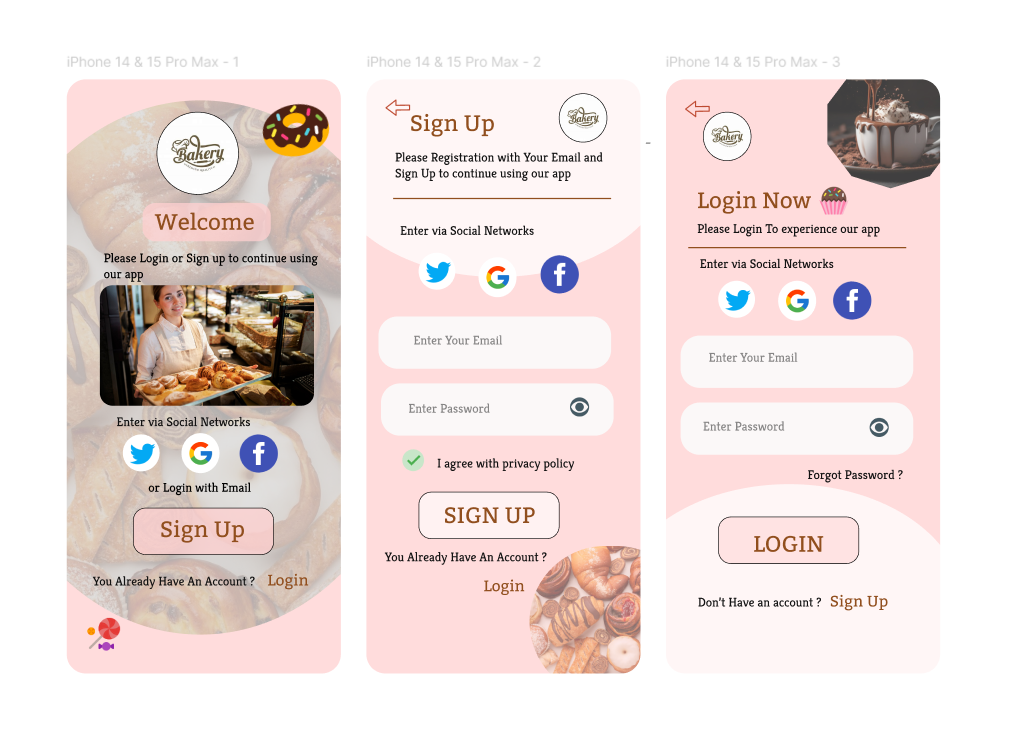 iPhone 14 & 15 Pro Max - 1
Bakery
Welcome
Please Login or Sign up to continue using
our app
Enter via Social Networks
or Login with Email
Sign Up
You Already Have An Account ?
Login
iPhone 14 & 15 Pro Max - 2
Sign Up
Bakery
Please Registration with Your Email and
Sign Up to continue using our app
Enter via Social Networks
G
f
Enter Your Email
Enter Password
I agree with privacy policy
SIGN UP
You Already Have An Account ?
Login
iPhone 14 & 15 Pro Max - 3
Bakery
Login Now
Please Login To experience our app
Enter via Social Networks
G
f
Enter Your Email
Enter Password
Forgot Password ?
LOGIN
Don't Have an account ?
Sign Up